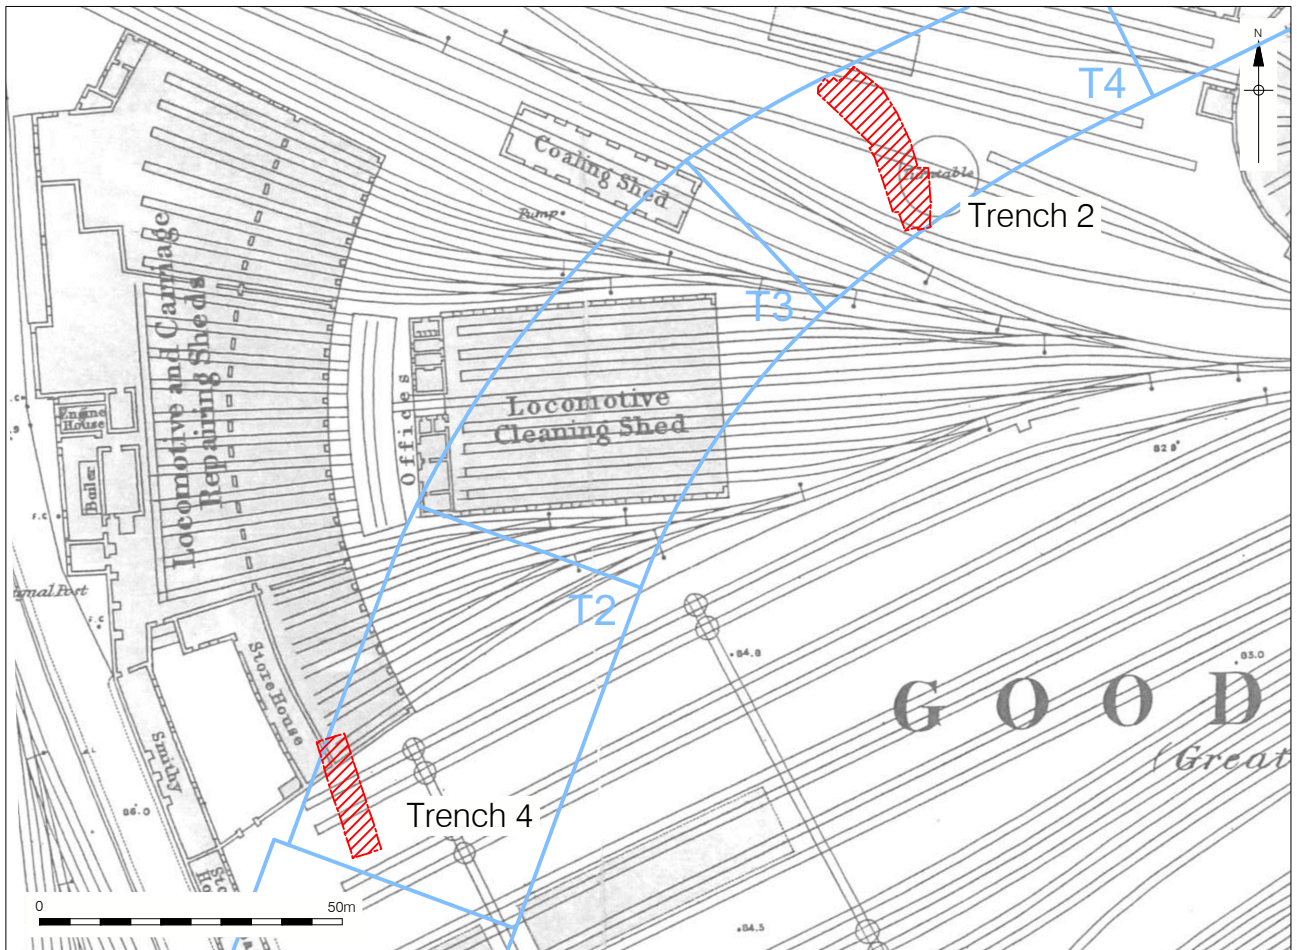 N
T4
Coaling Shed
Turntable
Pump
Trench 2
Locomotive and Carriage
Repairing Sheds
T3
Offices
Locomotive
Cleaning Shed
Engine
House
Boiler
F.C
82.8
ignal Post
F.C
T2
Store House
84.8
83.0
GOOD
(Great
Smithy
86.0
Trench 4
0
50m
84.5